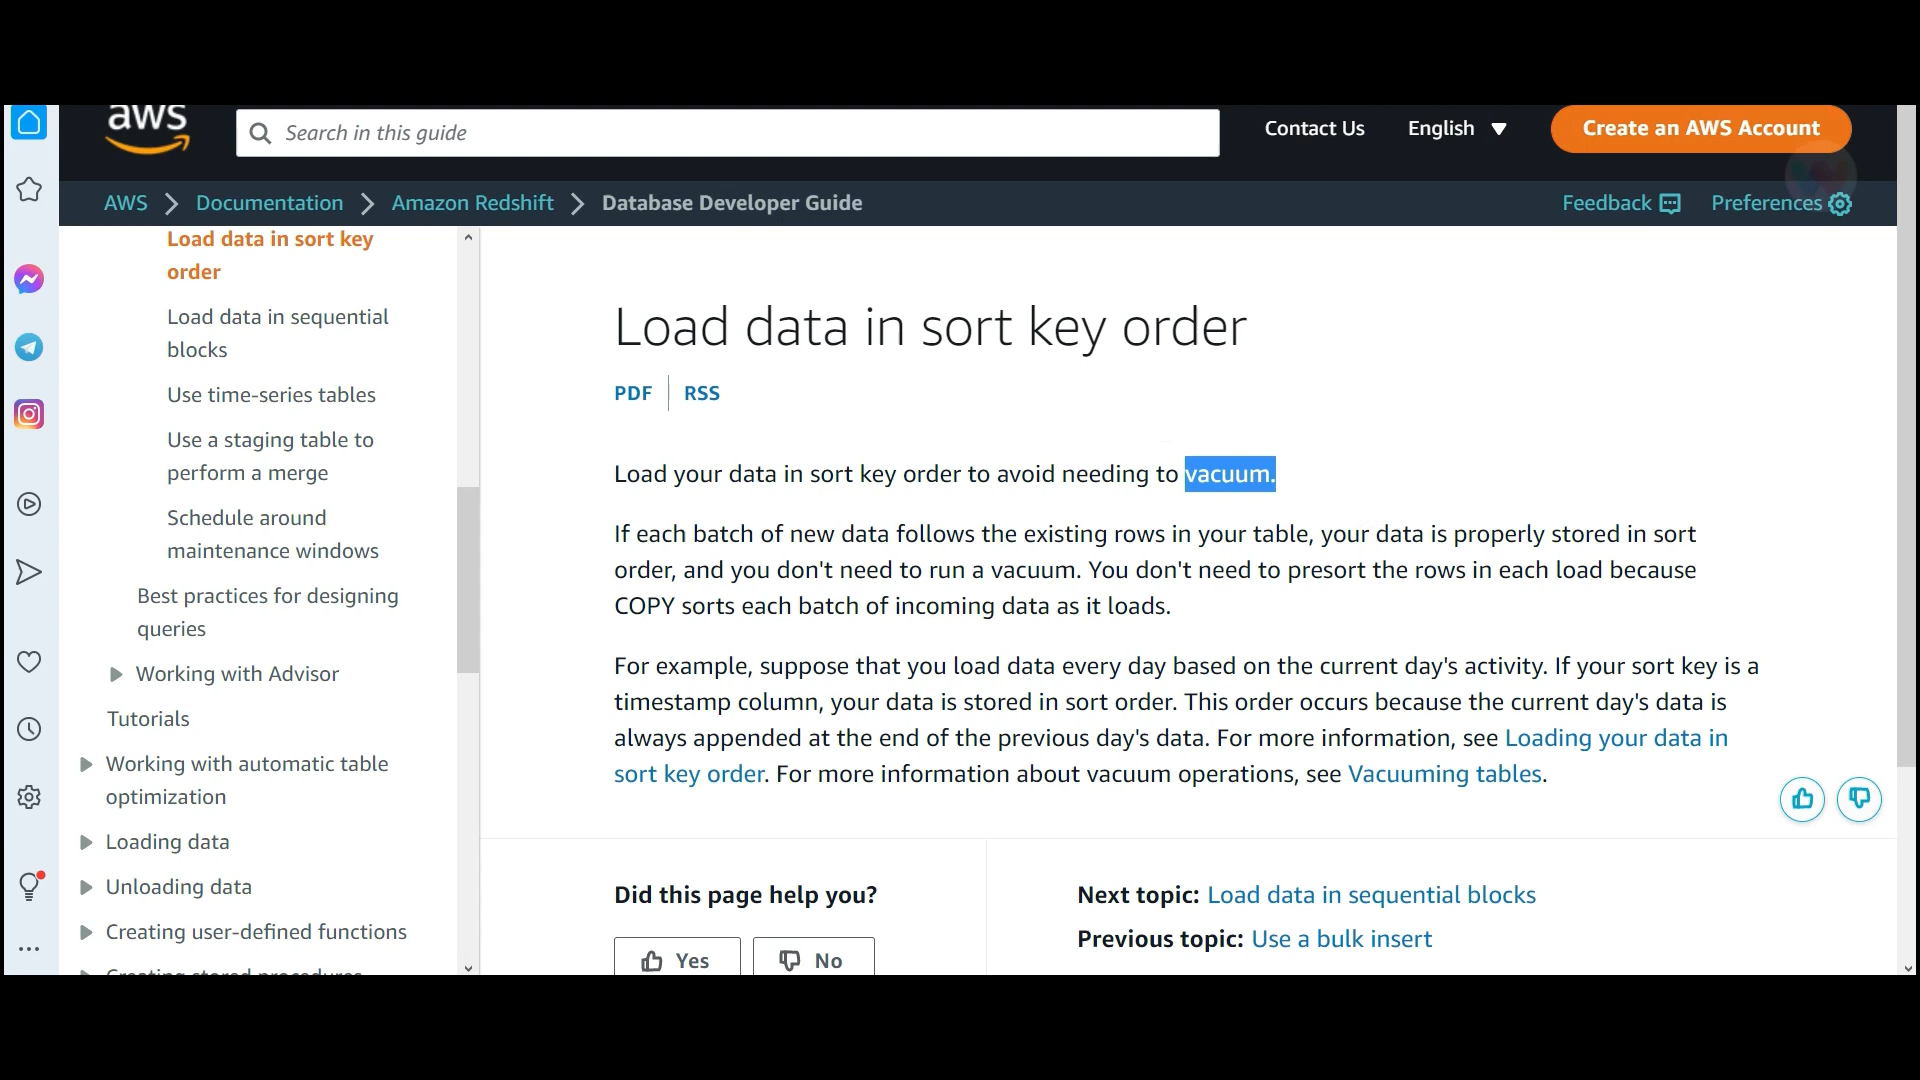 aws
Search in this guide
Contact Us
English
Create an AWS Account
AWS
Documentation
Amazon Redshift
Database Developer Guide
Feedback
Preferences
Load data in sort key
order
Load data in sequential
blocks
Use time-series tables
Use a staging table to
perform a merge
Schedule around
maintenance windows
Best practices for designing
queries
Working with Advisor
Tutorials
Working with automatic table
optimization
Loading data
Unloading data
Creating user-defined functions
Creating stored procedures
Load data in sort key order
PDF
RSS
Load your data in sort key order to avoid needing to vacuum.
If each batch of new data follows the existing rows in your table, your data is properly stored in sort
order, and you don't need to run a vacuum. You don't need to presort the rows in each load because
COPY sorts each batch of incoming data as it loads.
For example, suppose that you load data every day based on the current day's activity. If your sort key is a
timestamp column, your data is stored in sort order. This order occurs because the current day's data is
always appended at the end of the previous day's data. For more information, see Loading your data in
sort key order. For more information about vacuum operations, see Vacuuming tables.
Did this page help you?
Yes
No
Next topic: Load data in sequential blocks
Previous topic: Use a bulk insert